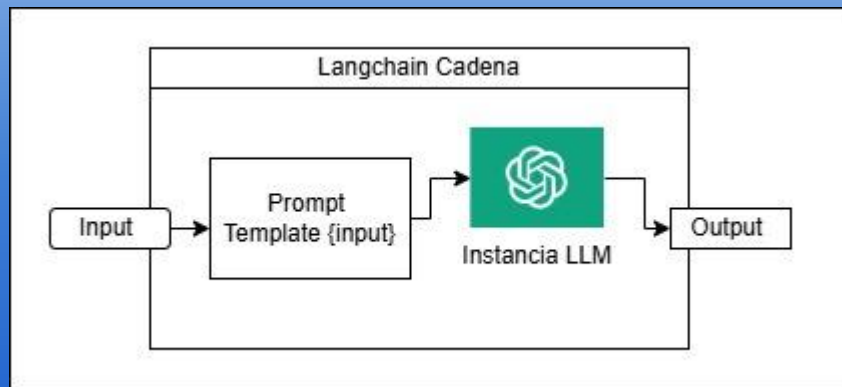 Langchain Cadena
Input
Prompt
Template {input}
Instancia LLM
Output